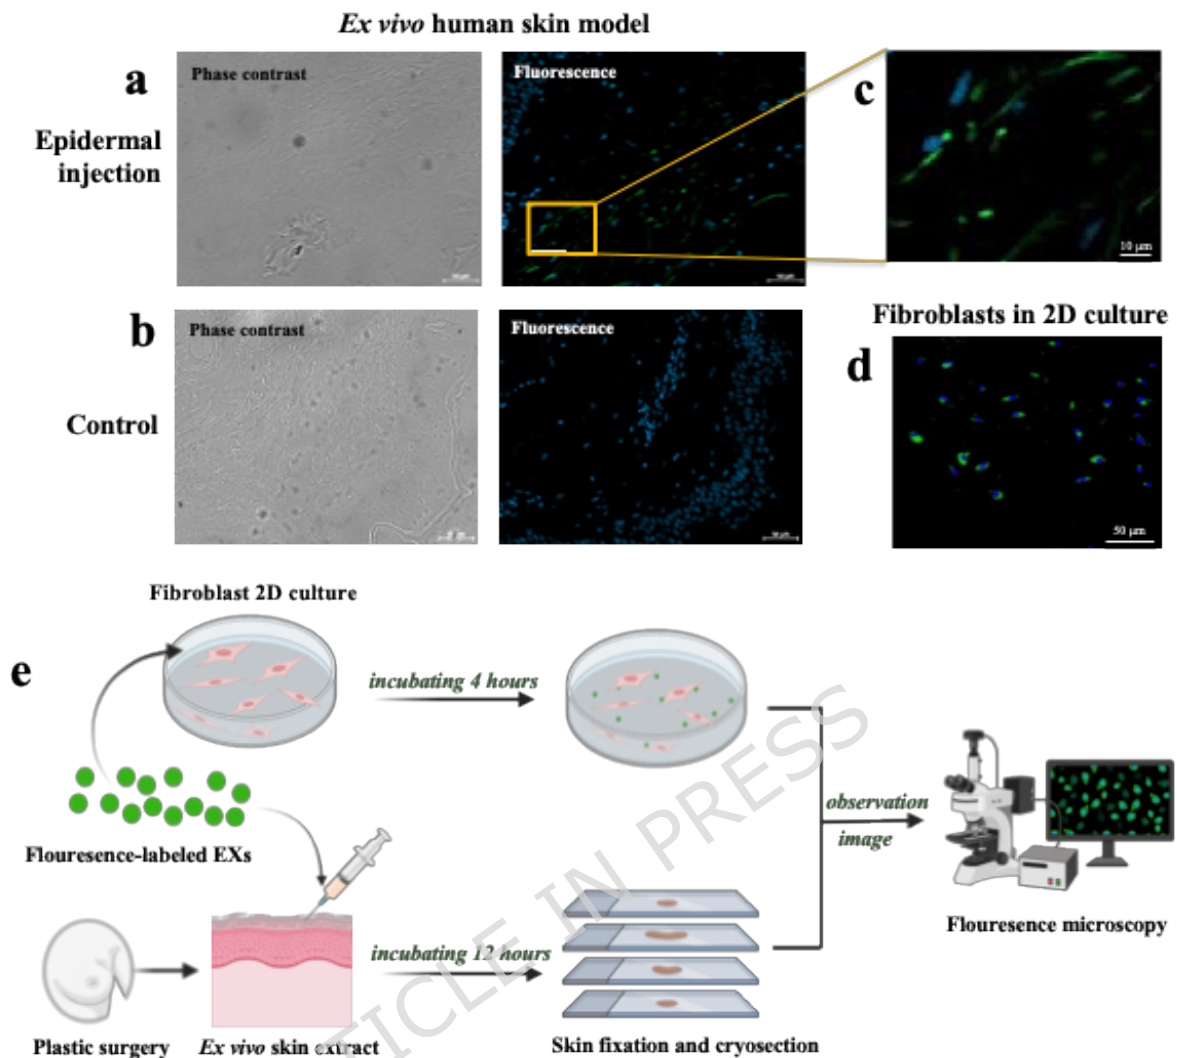 Ex vivo human skin model
a
Phase contrast
Fluorescence
c
Epidermal
injection
10 μm
b
Phase contrast
Fluorescence
Fibroblasts in 2D culture
d
Control
50 μm
Fibroblast 2D culture
e
incubating 4 hours
observation
image
Flouresence-labeled EXs
Flouresence microscopy
incubating 12 hours
Plastic surgery
Ex vivo skin extract
Skin fixation and cryosection
TICLE IN PRESS